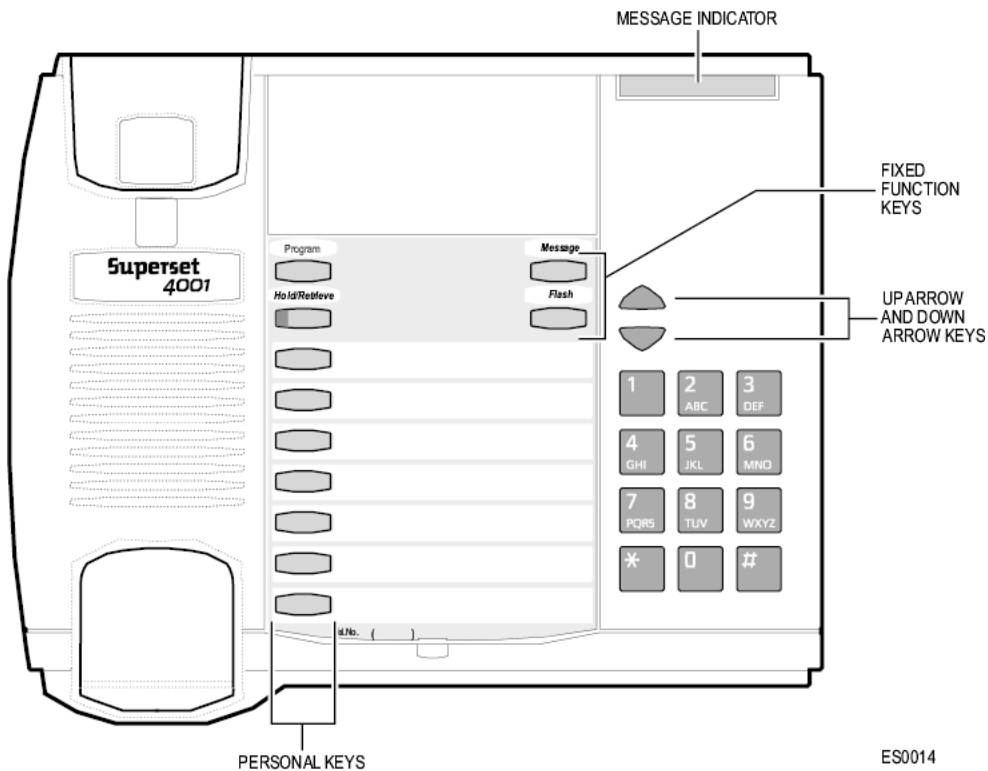 MESSAGE INDICATOR
FIXED
FUNCTION
KEYS
Program
Message
Superset
4001
Hold/Retrieve
Flash
UP ARROW
AND DOWN
ARROW KEYS
1
2
ABC
3
DEF
4
GHI
5
JKL
6
MNO
7
PQRS
8
TUV
9
WXYZ
*
0
#
No. ( )
PERSONAL KEYS
ES0014